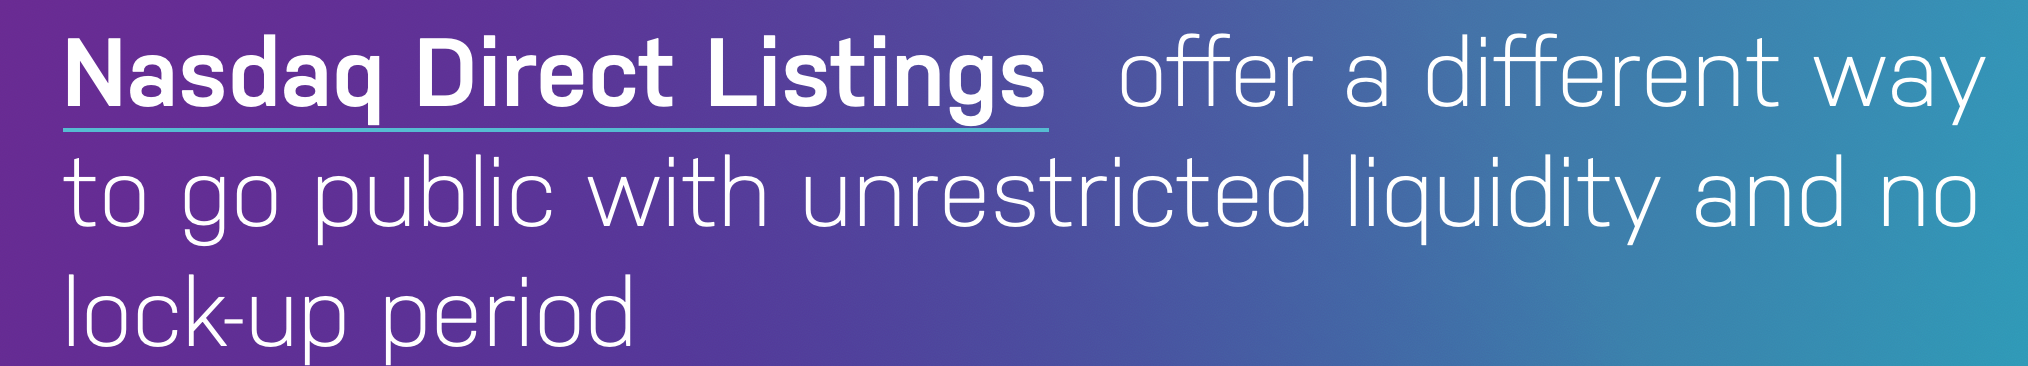 Nasdaq Direct Listings offer a different way
to go public with unrestricted liquidity and no
lock-up period